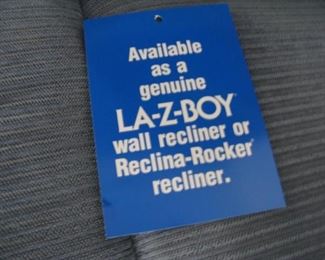 Available
as a
genuine
LA-Z-BOY
wall recliner or
Reclina-Rocker
recliner.